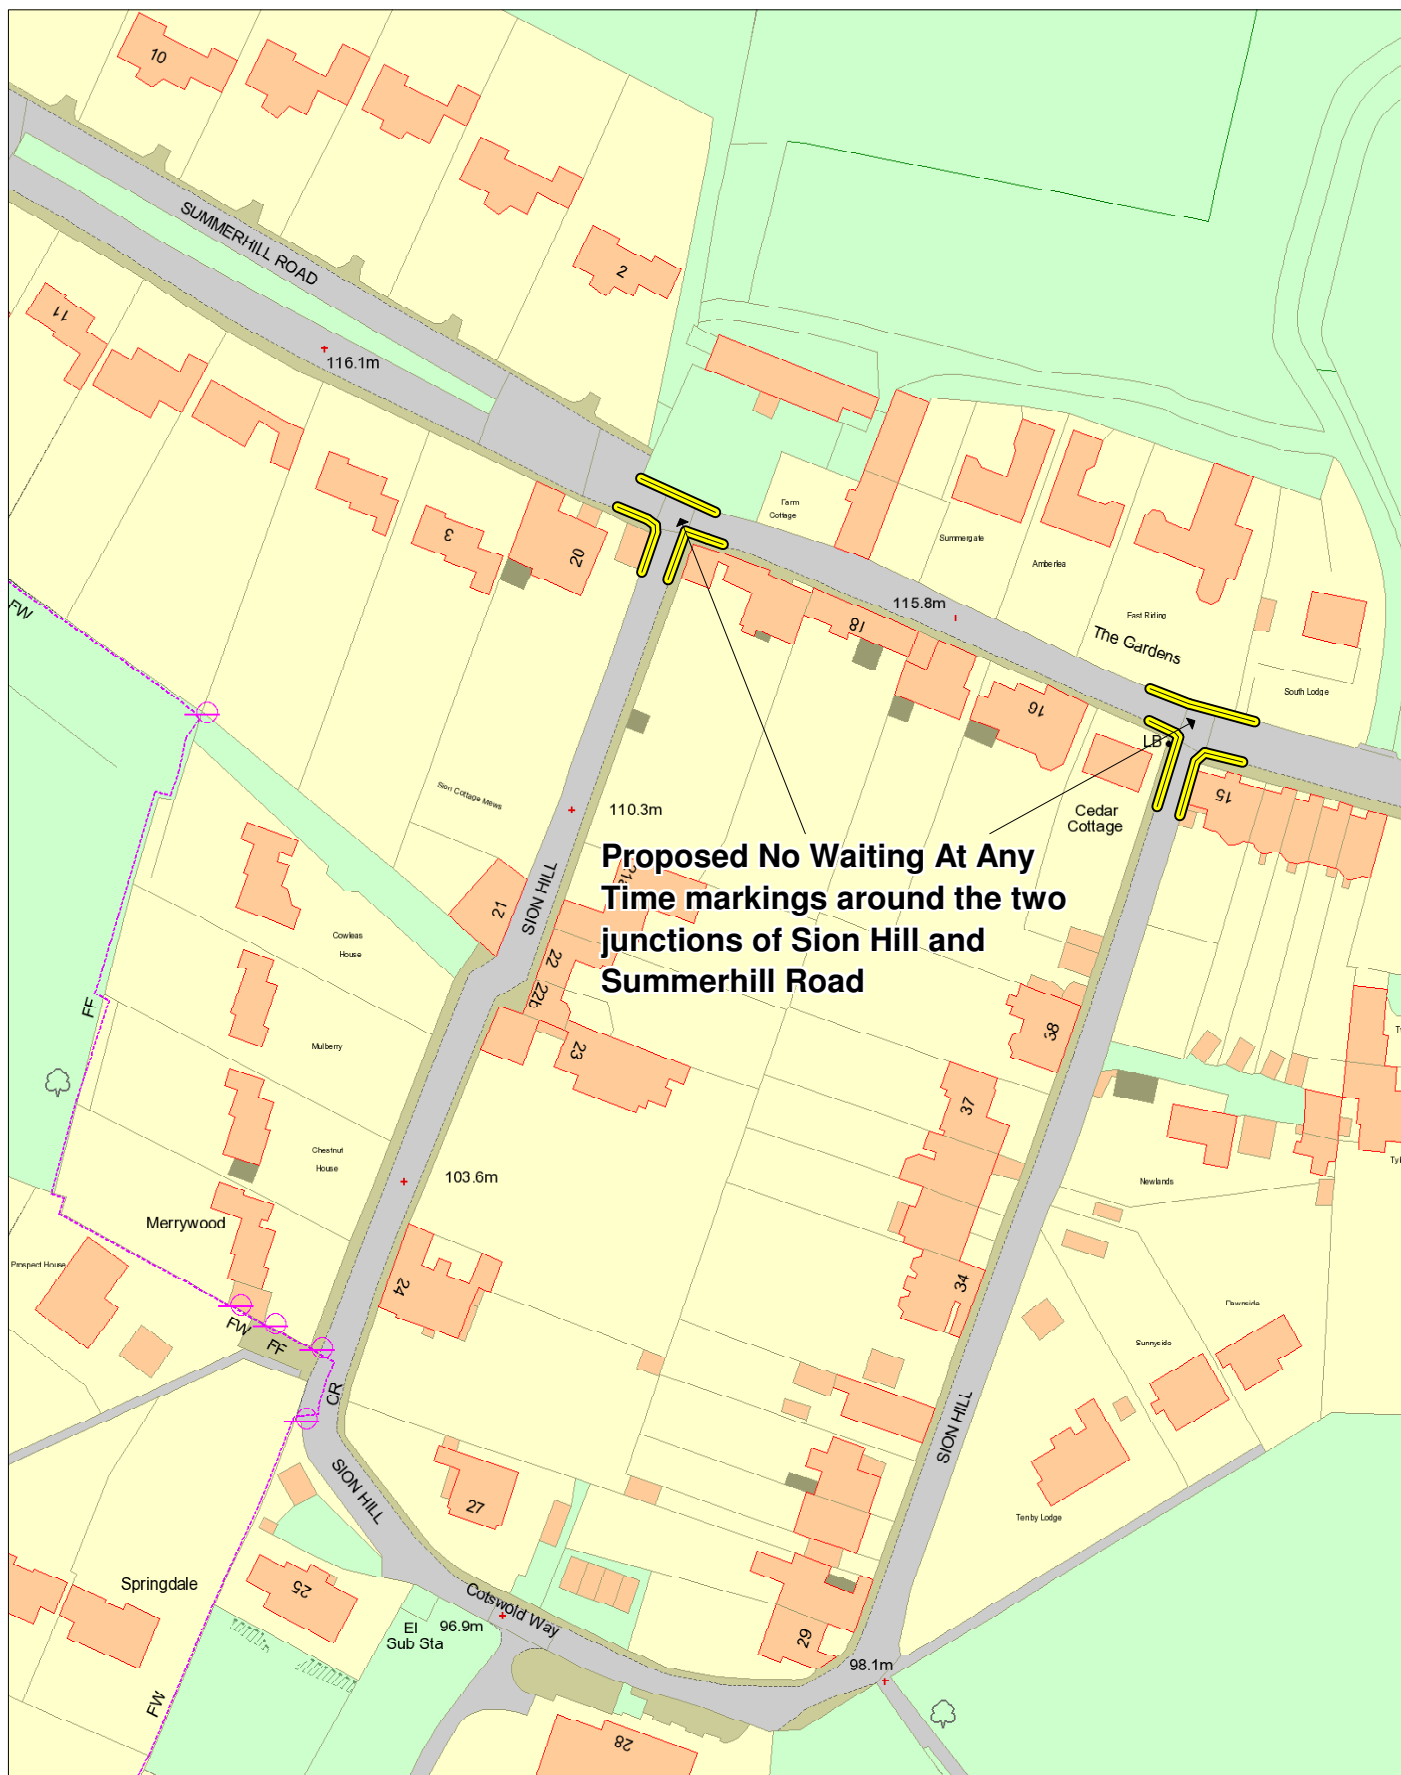 10
SUMMERHILL ROAD
2
11
116.1m
3
20
Farm
Cottage
Summergate
Amberlea
East Riding
The Gardens
South Lodge
115.8m
18
16
LB
Cedar
Cottage
15
FW
Sion Cottage Mews
110.3m
Proposed No Waiting At Any
Time markings around the two
junctions of Sion Hill and
Summerhill Road
21
SION HILL
22
22b
23
Cowleas
House
FF
Mulberry
38
37
Chestnut
House
103.6m
Newlands
Merrywood
Prospect House
24
34
FW
FF
CR
Sunnyside
SION HILL
SION HILL
27
Tenby Lodge
Springdale
25
Cotswold Way
El
Sub Sta
96.9m
29
98.1m
FW
28